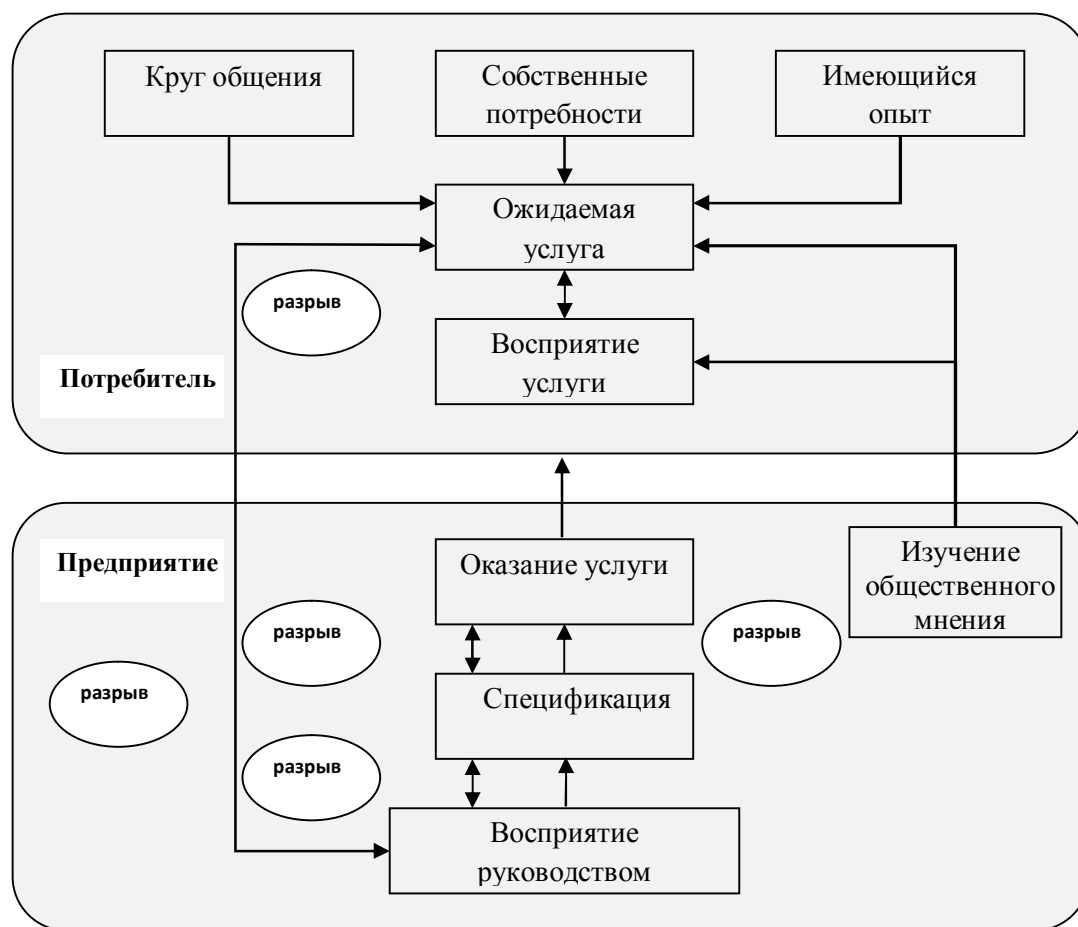 Круг общения
Собственные
потребности
Имеющийся
опыт
Ожидаемая
услуга
разрыв
Восприятие
услуги
Потребитель
Предприятие
Оказание услуги
Изучение
общественного
мнения
разрыв
разрыв
разрыв
Спецификация
разрыв
Восприятие
руководством